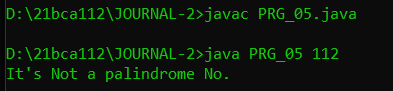 D:\21bca112\JOURNAL-2>javac PRG_05.java
D:\21bca112\JOURNAL-2>java PRG_05 112
It's Not a palindrome No.